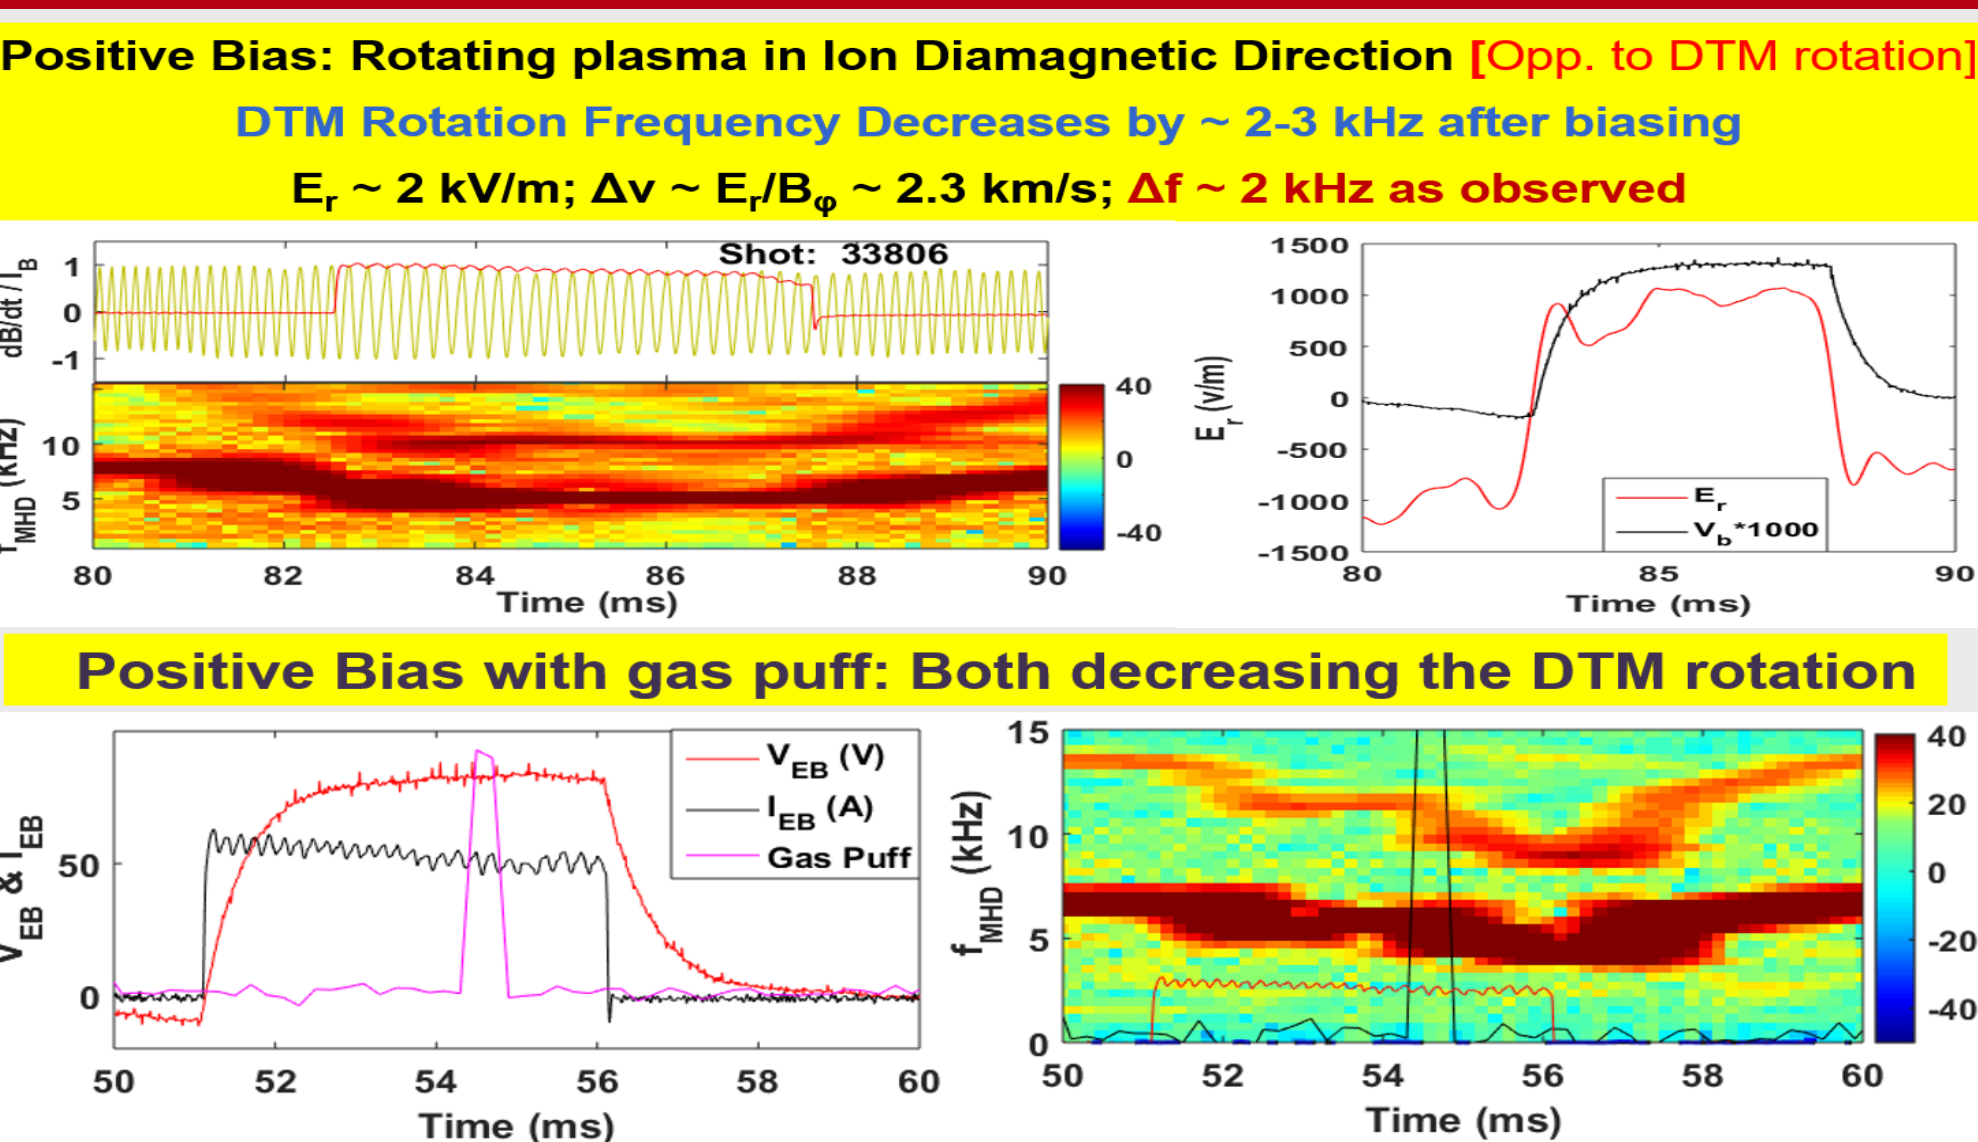 Positive Bias: Rotating plasma in Ion Diamagnetic Direction [Opp. to DTM rotation]
DTM Rotation Frequency Decreases by ~ 2-3 kHz after biasing
Er ~ 2 kV/m; Δv ~ Er/Bφ ~ 2.3 km/s; Δf ~ 2 kHz as observed
Shot: 33806
dB/dt / IB
1
0
-1
fMHD (kHz)
10
5
40
0
-40
80 82 84 86 88 90
Time (ms)
Er (v/m)
1500
1000
500
0
-500
-1000
-1500
Er
Vb*1000
80 85 90
Time (ms)
Positive Bias with gas puff: Both decreasing the DTM rotation
VEB & IEB
50
0
VEB (V)
IEB (A)
Gas Puff
50 52 54 56 58 60
Time (ms)
fMHD (kHz)
15
10
5
0
40
20
0
-20
-40
50 52 54 56 58 60
Time (ms)